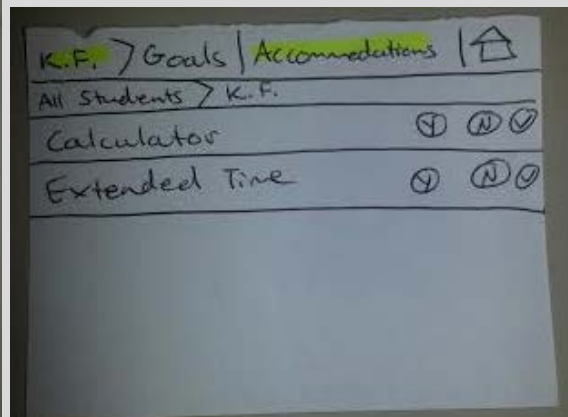 K.F. > Goals | Accommodations |
All Students > K.F.
Calculator Y N ✓
Extended Time Y N ✓